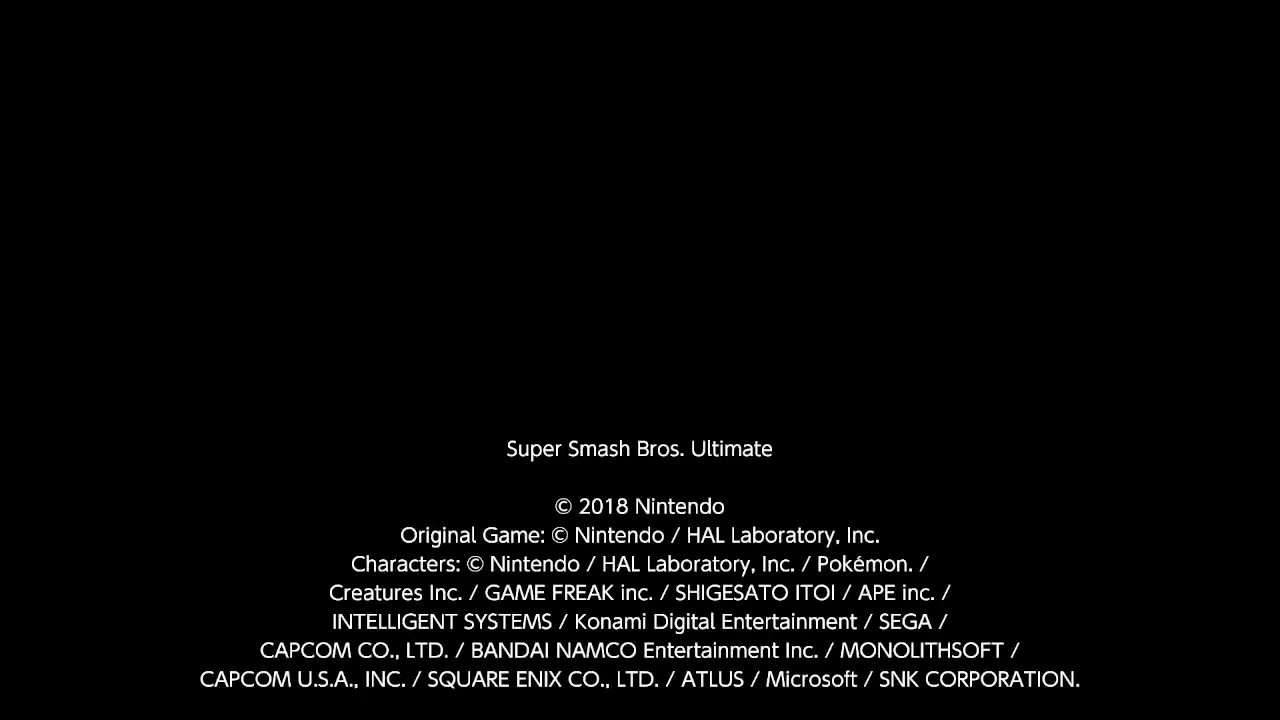 Super Smash Bros. Ultimate
© 2018 Nintendo
Original Game: © Nintendo / HAL Laboratory, Inc.
Characters: © Nintendo / HAL Laboratory, Inc. / Pokémon. /
Creatures Inc. / GAME FREAK inc. / SHIGESATO ITOI / APE inc. /
INTELLIGENT SYSTEMS / Konami Digital Entertainment / SEGA /
CAPCOM CO., LTD. / BANDAI NAMCO Entertainment Inc. / MONOLITHSOFT /
CAPCOM U.S.A., INC. / SQUARE ENIX CO., LTD. / ATLUS / Microsoft / SNK CORPORATION.